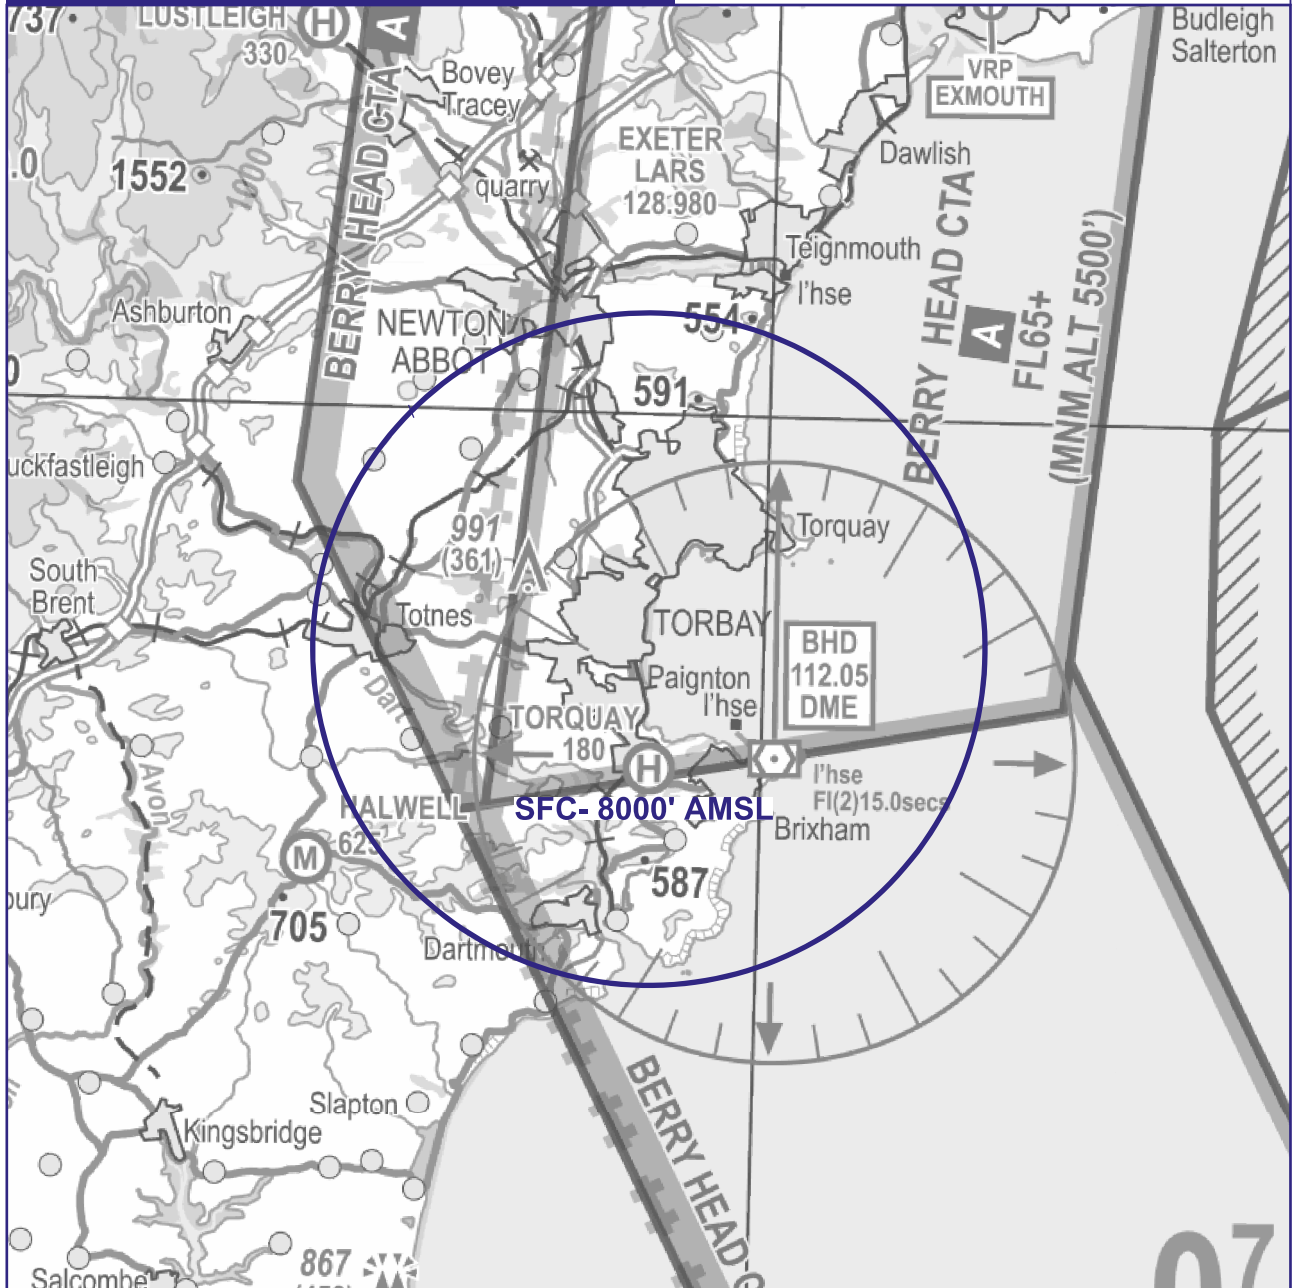 737
LUSTLEIGH
330
A
Budleigh
Salterton
VRP
EXMOUTH
Bovey
Tracey
EXETER
LARS
128.980
Dawlish
.0
1552
1000
quarry
BERRY HEAD CTA
Teignmouth
l'hse
Ashburton
NEWTON
ABBOT
554
BERRY HEAD CTA
A
FL65+
(MNM ALT 5500')
591
uckfastleigh
991
(361)
Torquay
South
Brent
Totnes
TORBAY
BHD
112.05
DME
Paignton
l'hse
Dart
TORQUAY
180
H
Avon
HALWELL
625
M
SFC- 8000' AMSL
l'hse
Fl(2)15.0secs
Brixham
587
705
Dartmouth
BERRY HEAD
Slapton
Kingsbridge
867
Salcombe
07